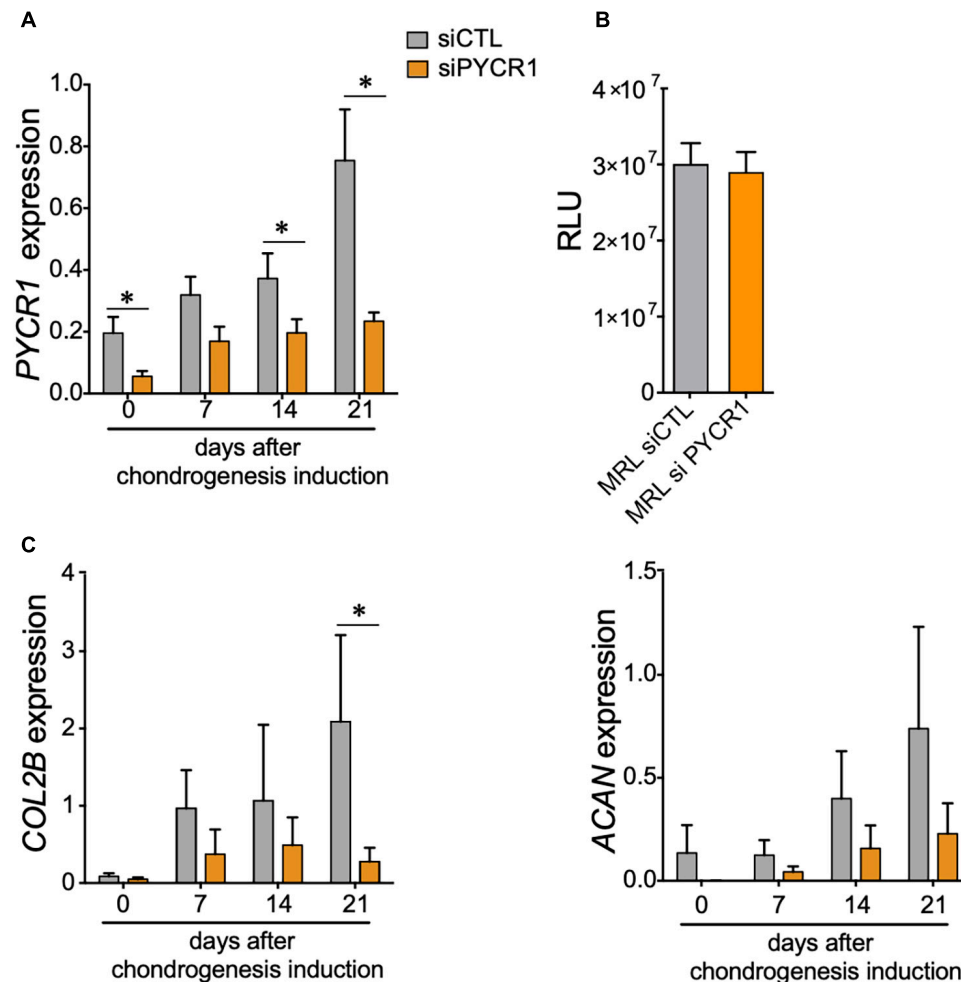 A
siCTL
siPYCR1
PYCR1 expression
1.0
0.8
0.6
0.4
0.2
0.0
*
*
*
0 7 14 21
days after
chondrogenesis induction
B
RLU
4×10⁷
3×10⁷
2×10⁷
1×10⁷
0
MRL siCTL
MRL si PYCR1
C
COL2B expression
4
3
2
1
0
*
0 7 14 21
days after
chondrogenesis induction
ACAN expression
1.5
1.0
0.5
0.0
0 7 14 21
days after
chondrogenesis induction